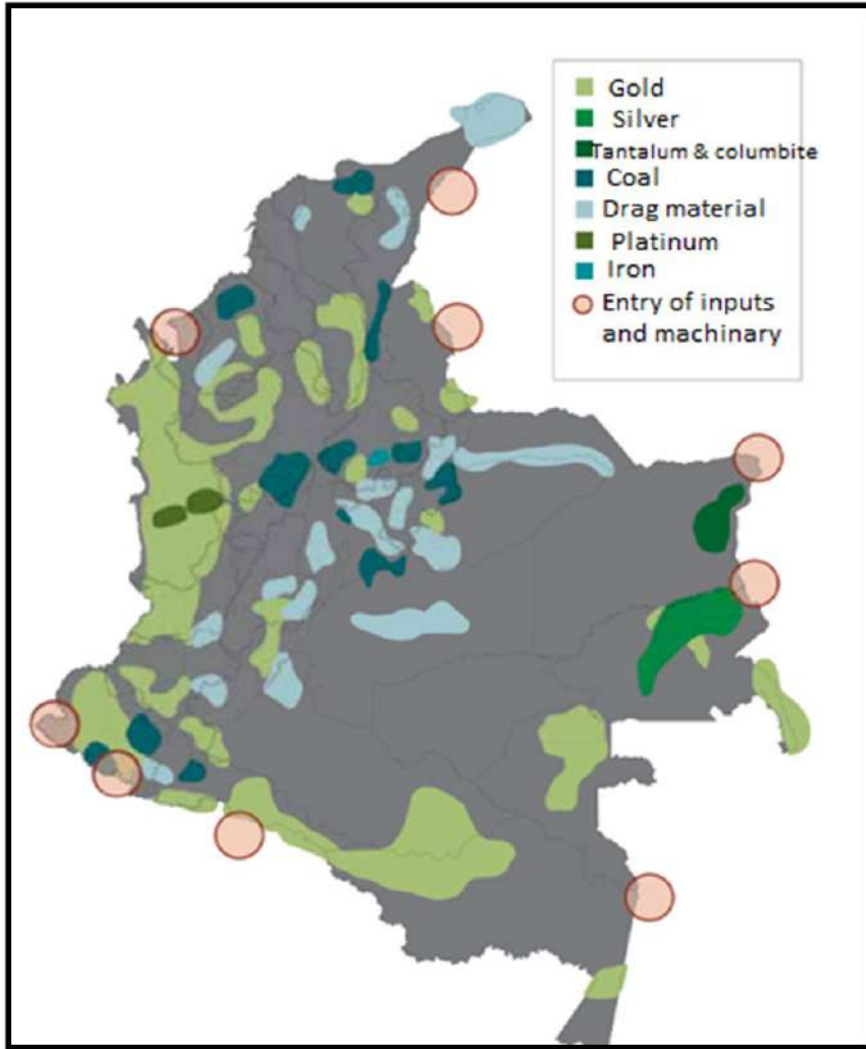 Gold
Silver
Tantalum & columbite
Coal
Drag material
Platinum
Iron
Entry of inputs
and machinary